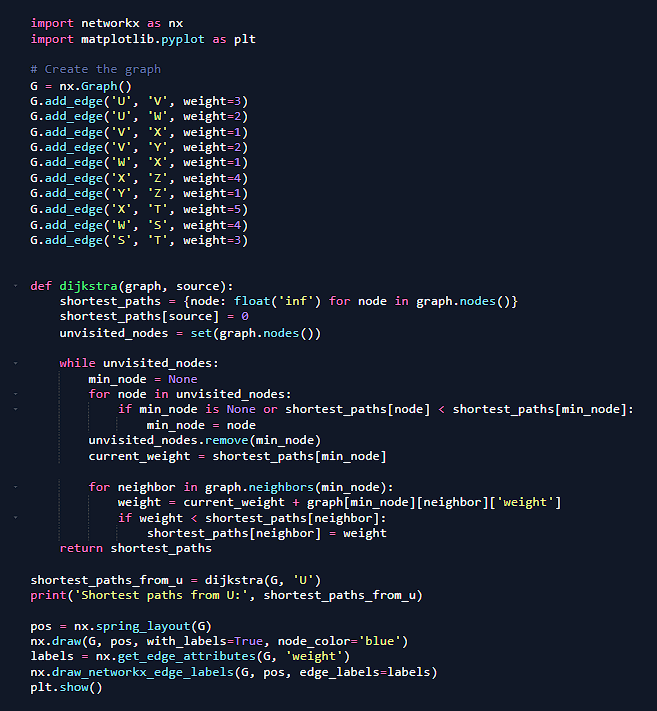 import networkx as nx
import matplotlib.pyplot as plt

# Create the graph
G = nx.Graph()
G.add_edge('U', 'V', weight=3)
G.add_edge('U', 'W', weight=2)
G.add_edge('V', 'X', weight=1)
G.add_edge('V', 'Y', weight=2)
G.add_edge('W', 'X', weight=1)
G.add_edge('X', 'Z', weight=4)
G.add_edge('Y', 'Z', weight=1)
G.add_edge('X', 'T', weight=5)
G.add_edge('W', 'S', weight=4)
G.add_edge('S', 'T', weight=3)


def dijkstra(graph, source):
    shortest_paths = {node: float('inf') for node in graph.nodes()}
    shortest_paths[source] = 0
    unvisited_nodes = set(graph.nodes())

    while unvisited_nodes:
        min_node = None
        for node in unvisited_nodes:
            if min_node is None or shortest_paths[node] < shortest_paths[min_node]:
                min_node = node
        unvisited_nodes.remove(min_node)
        current_weight = shortest_paths[min_node]

        for neighbor in graph.neighbors(min_node):
            weight = current_weight + graph[min_node][neighbor]['weight']
            if weight < shortest_paths[neighbor]:
                shortest_paths[neighbor] = weight
    return shortest_paths

shortest_paths_from_u = dijkstra(G, 'U')
print('Shortest paths from U:', shortest_paths_from_u)

pos = nx.spring_layout(G)
nx.draw(G, pos, with_labels=True, node_color='blue')
labels = nx.get_edge_attributes(G, 'weight')
nx.draw_networkx_edge_labels(G, pos, edge_labels=labels)
plt.show()